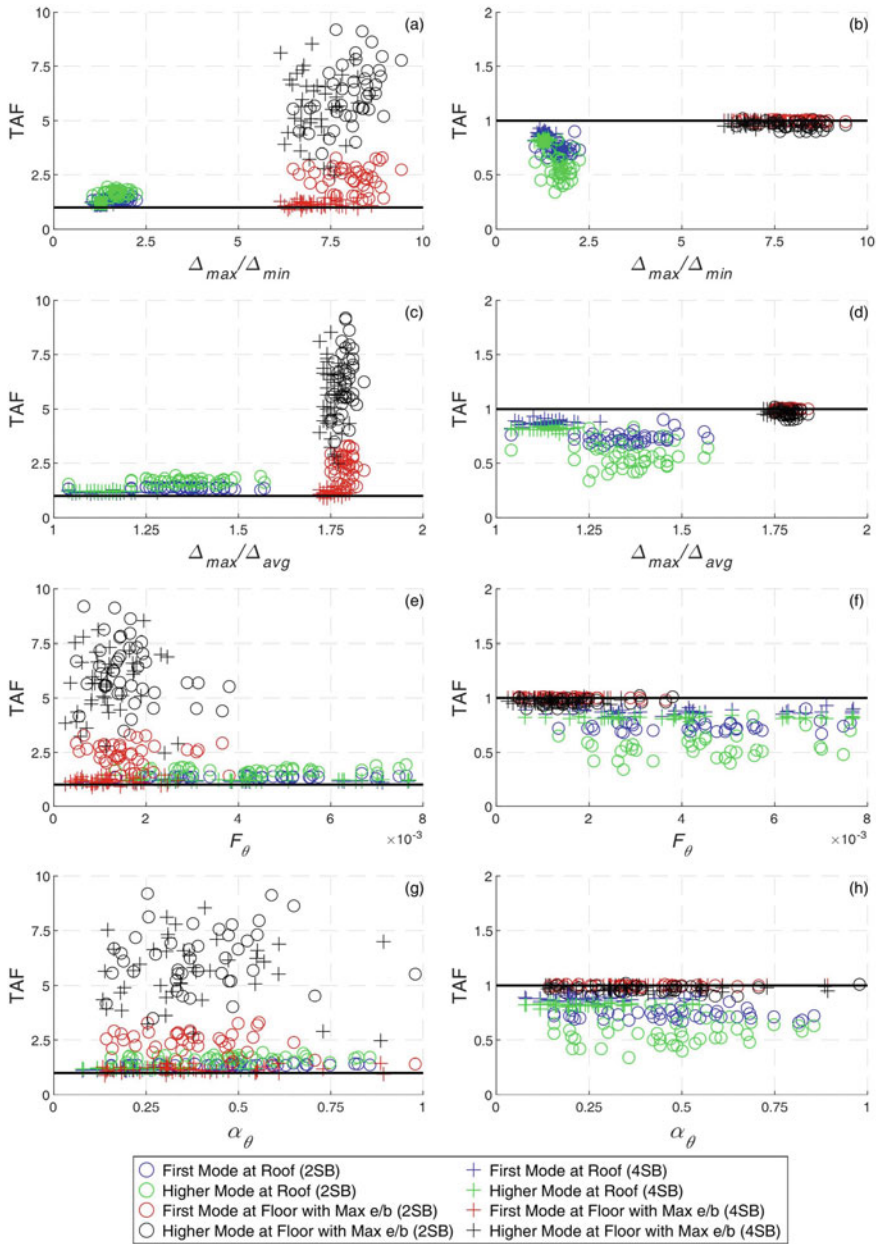 (a)
10
7.5
5
2.5
0
TAF
0 2.5 5 7.5 10
Δmax/Δmin
(b)
2
1.5
1
0.5
0
TAF
0 2.5 5 7.5 10
Δmax/Δmin
(c)
10
7.5
5
2.5
0
TAF
1 1.25 1.5 1.75 2
Δmax/Δavg
(d)
2
1.5
1
0.5
0
TAF
1 1.25 1.5 1.75 2
Δmax/Δavg
(e)
10
7.5
5
2.5
0
TAF
0 2 4 6 8
Fθ
×10-3
(f)
2
1.5
1
0.5
0
TAF
0 2 4 6 8
Fθ
×10-3
(g)
10
7.5
5
2.5
0
TAF
0 0.25 0.5 0.75 1
αθ
(h)
2
1.5
1
0.5
0
TAF
0 0.25 0.5 0.75 1
αθ
First Mode at Roof (2SB)
Higher Mode at Roof (2SB)
First Mode at Floor with Max e/b (2SB)
Higher Mode at Floor with Max e/b (2SB)
First Mode at Roof (4SB)
Higher Mode at Roof (4SB)
First Mode at Floor with Max e/b (4SB)
Higher Mode at Floor with Max e/b (4SB)